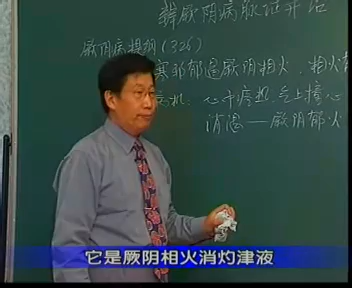 辨厥阴病脉证并治
厥阴病提纲(326)
寒邪郁遏厥阴相火，相火
病机：心中疼热，气上撞心
消渴——厥阴郁火
它是厥阴相火消灼津液